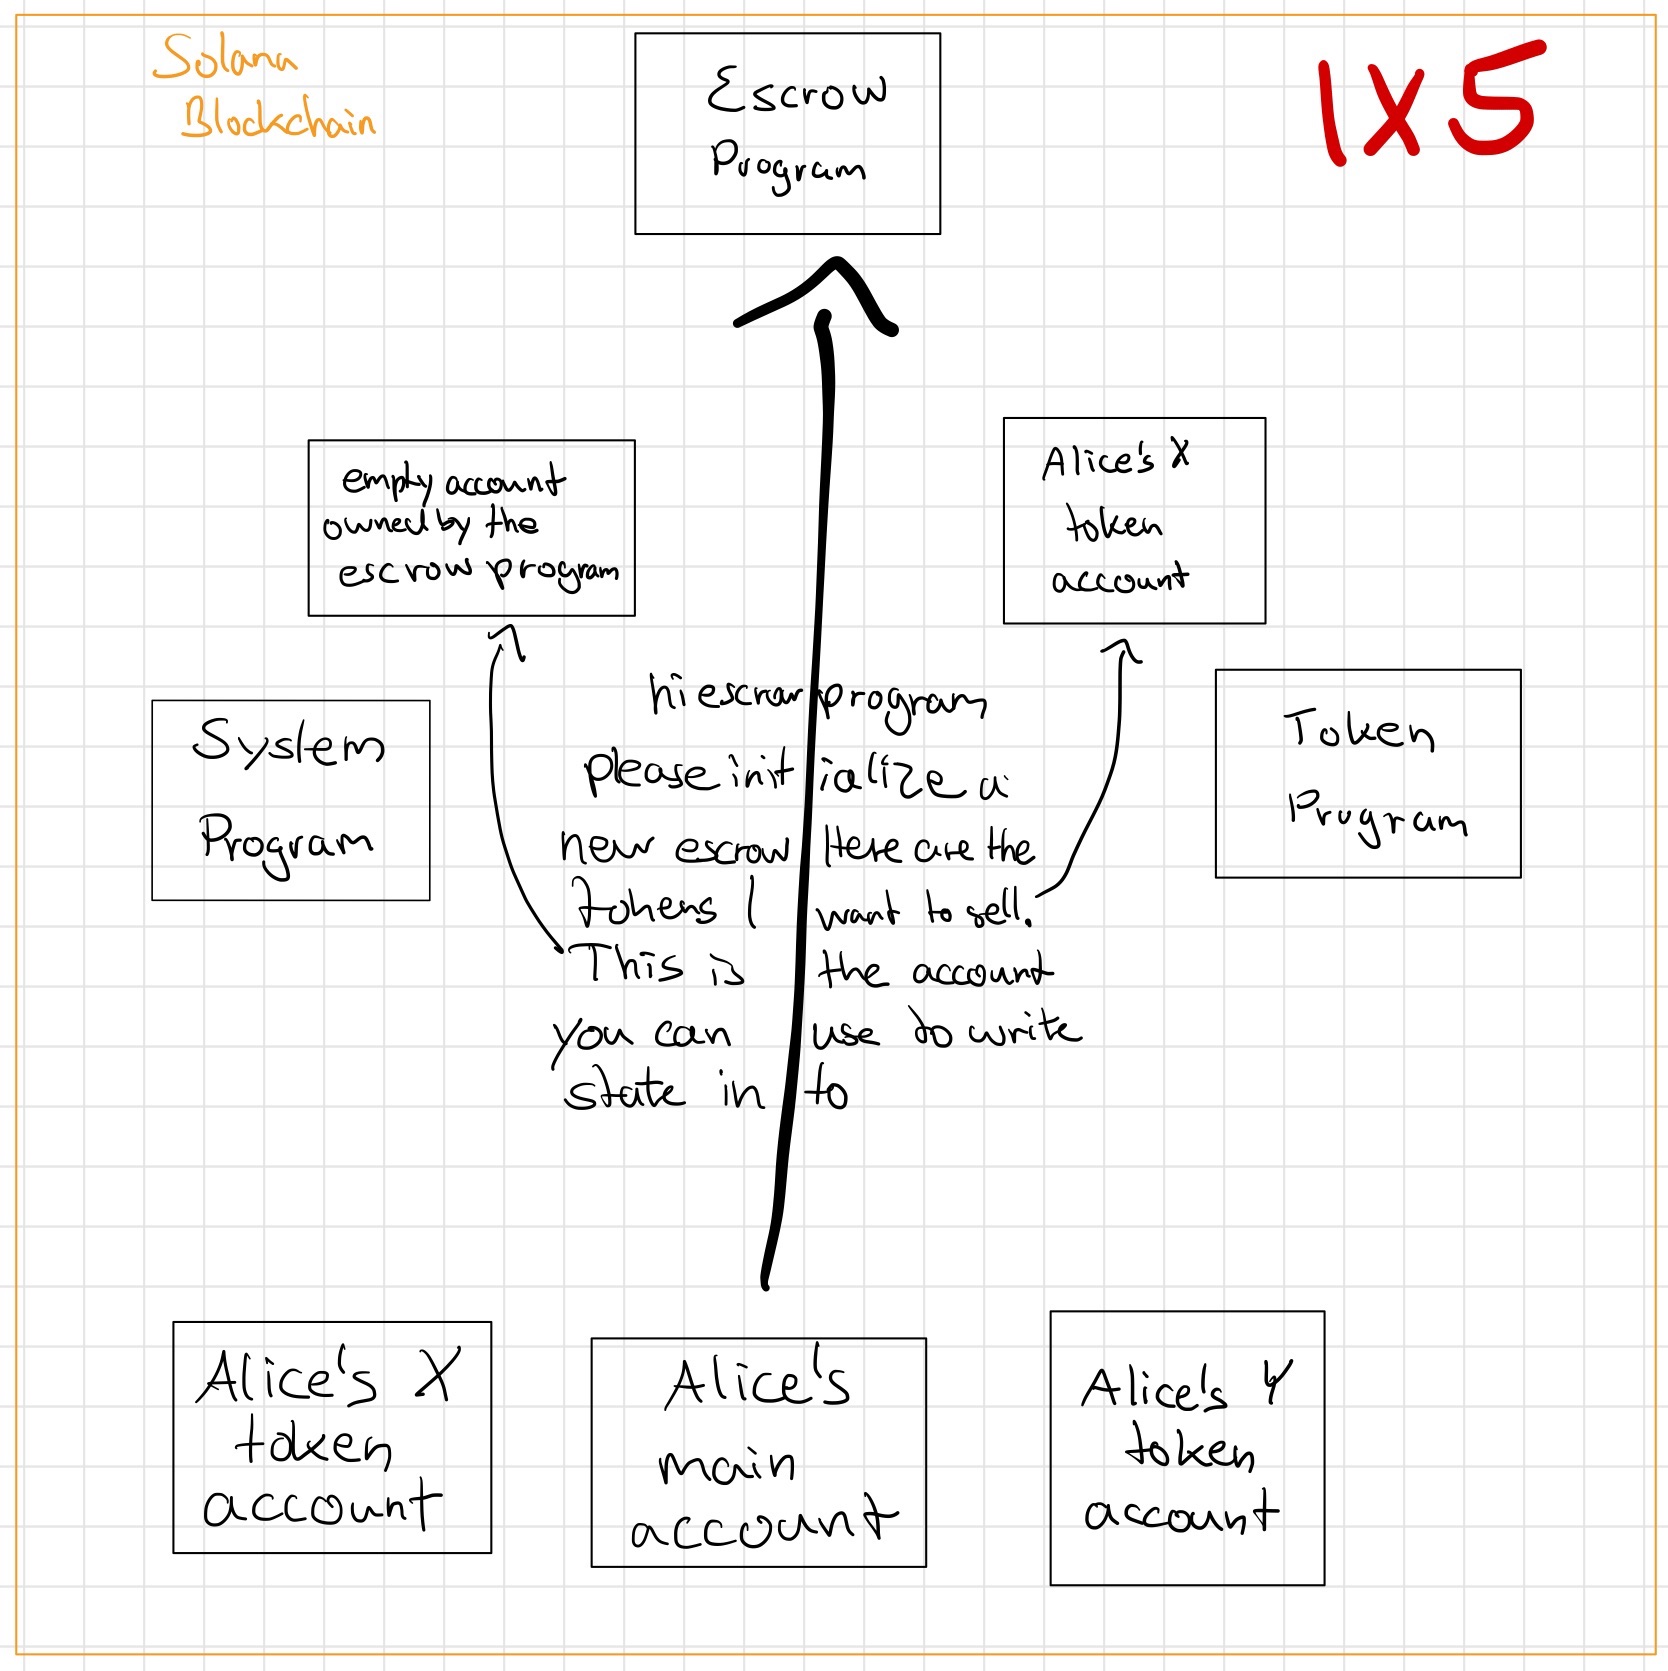 Solana
Blockchain
Escrow
Program
1x5
empty account
owned by the
escrow program
Alice's X
token
account
System
Program
hi escrow program
please initialize a
new escrow Here are the
tokens I want to sell.
This is the account
you can use to write
state in to
Token
Program
Alice's X
token
account
Alice's
main
account
Alice's Y
token
account